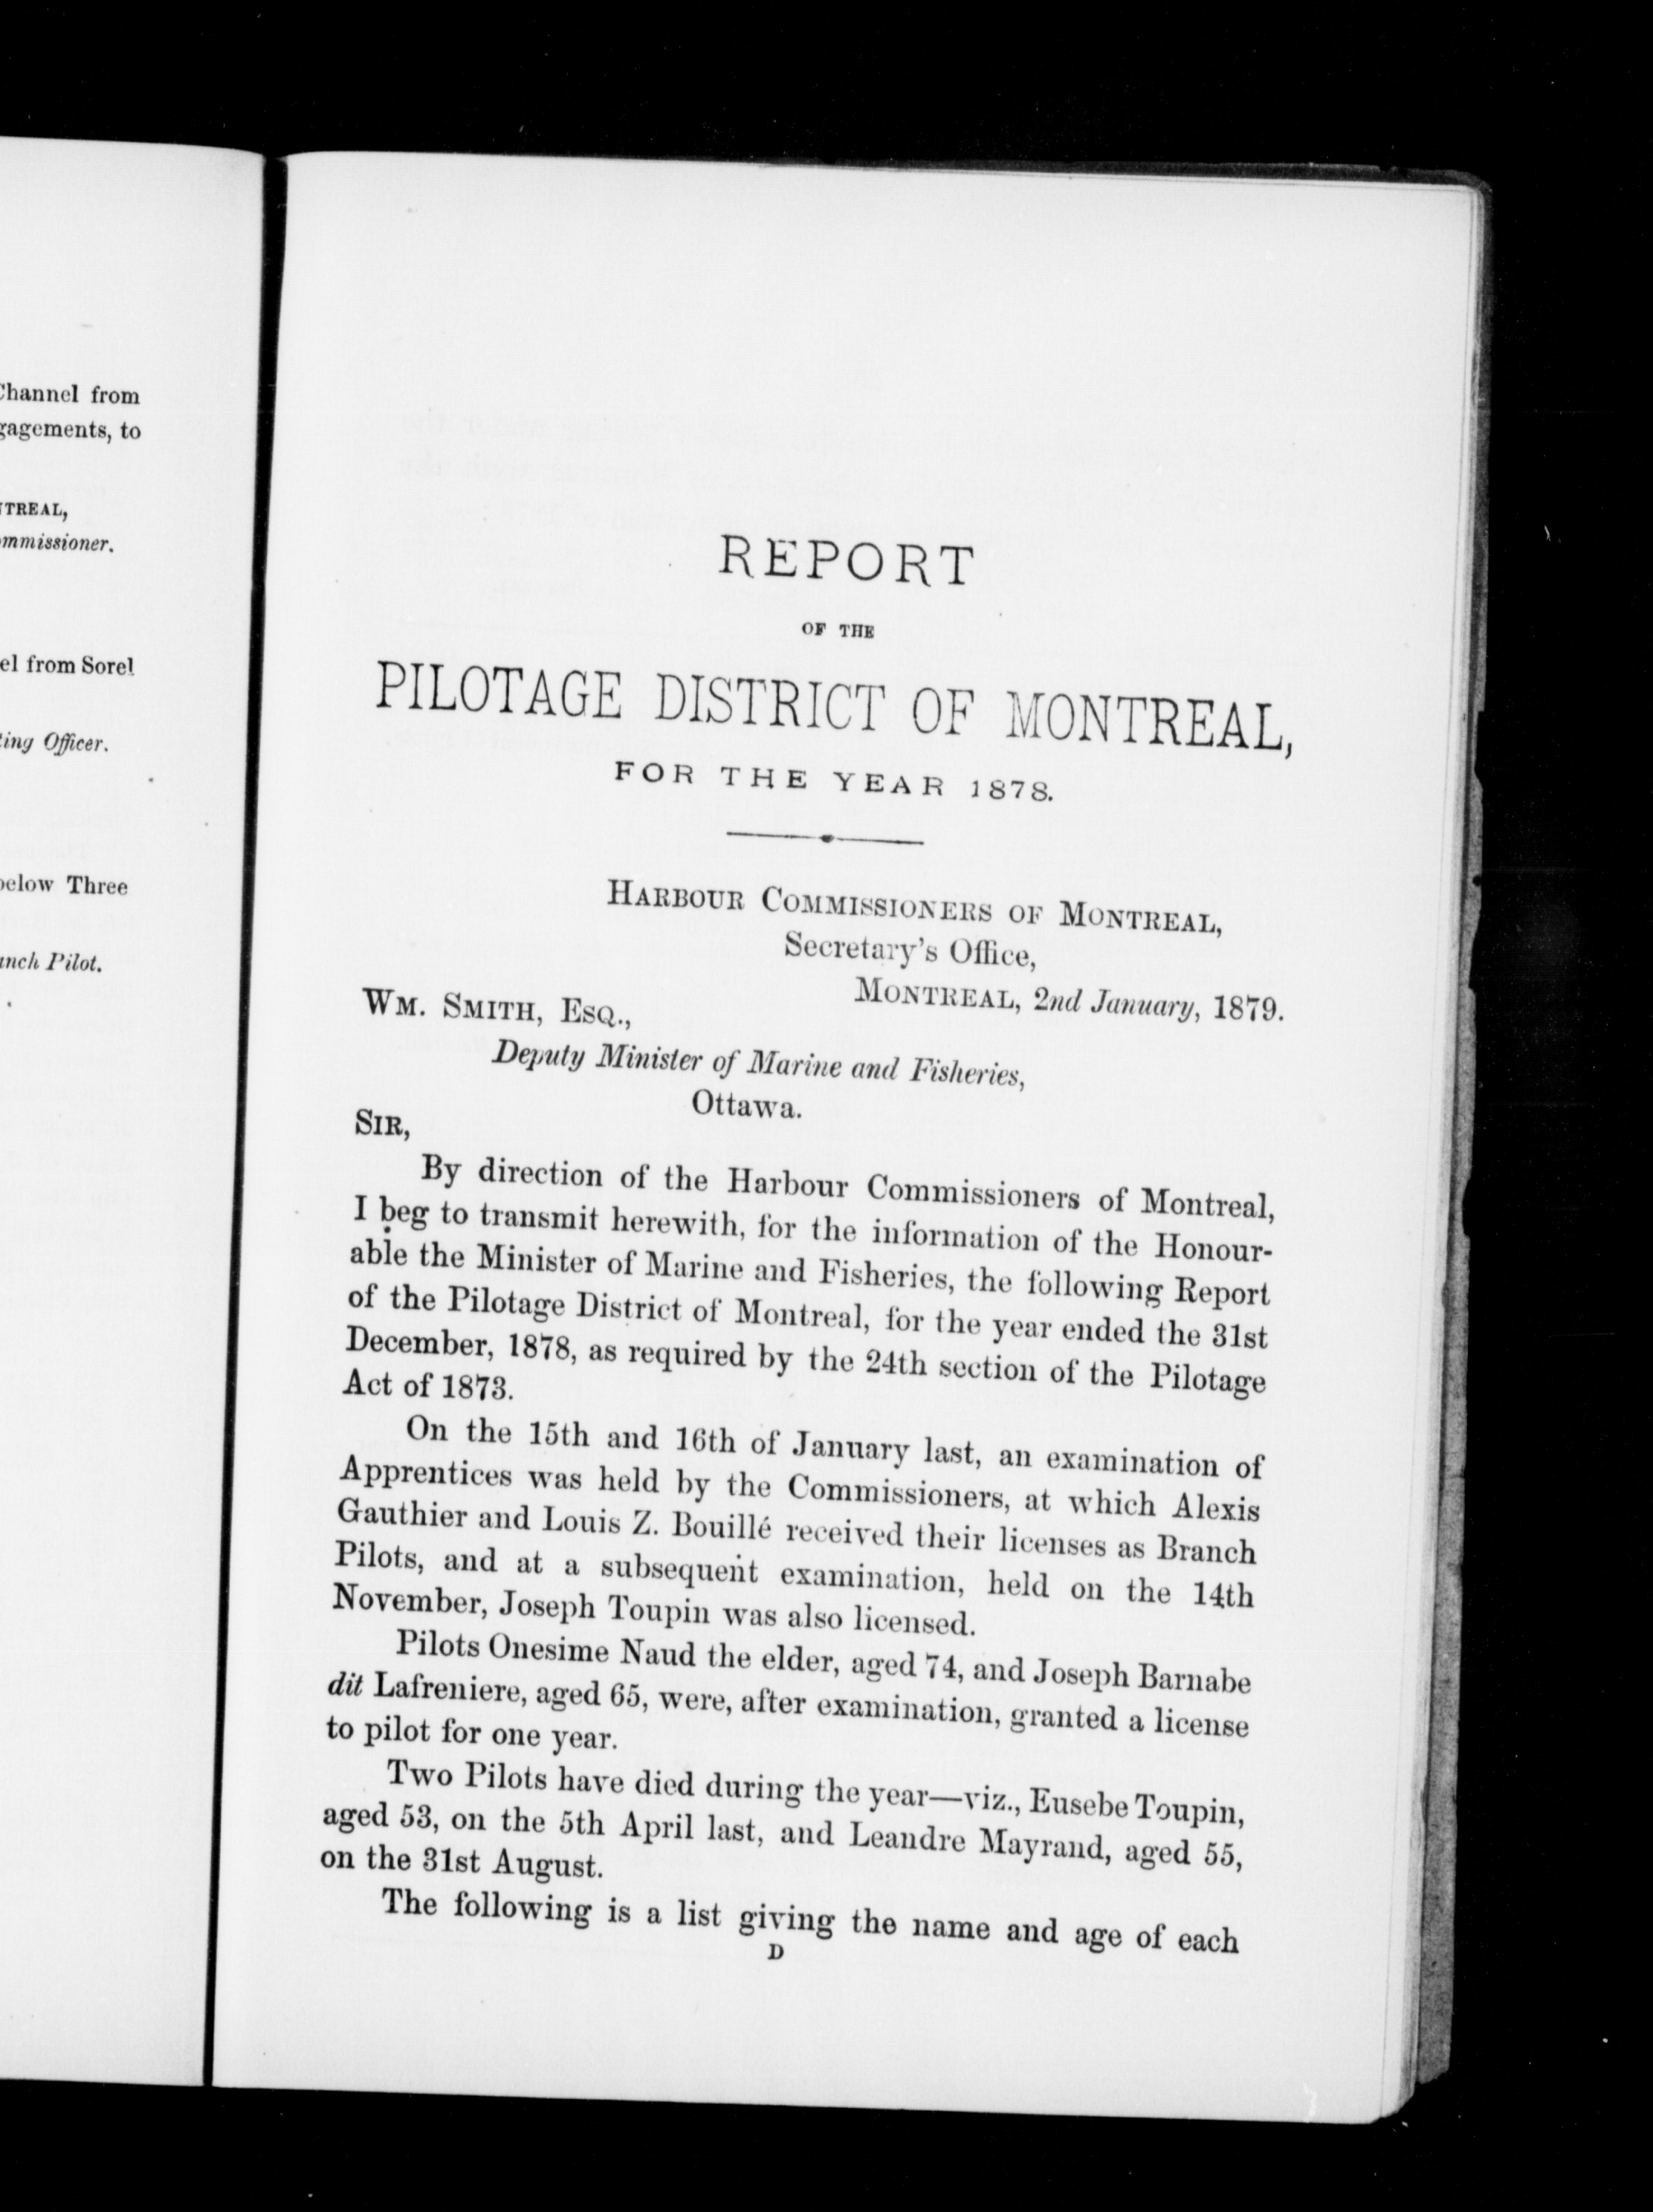 Channel from
gagements, to
TREAL,
ommissioner.
el from Sorel
ting Officer.
below Three
anch Pilot.
REPORT
OF THE
PILOTAGE DISTRICT OF MONTREAL,
FOR THE YEAR 1878.
HARBOUR COMMISSIONERS OF MONTREAL,
Secretary's Office,
MONTREAL, 2nd January, 1879.
WM. SMITH, ESQ.,
Deputy Minister of Marine and Fisheries,
Ottawa.
SIR,
By direction of the Harbour Commissioners of Montreal,
I beg to transmit herewith, for the information of the Honour-
able the Minister of Marine and Fisheries, the following Report
of the Pilotage District of Montreal, for the year ended the 31st
December, 1878, as required by the 24th section of the Pilotage
Act of 1873.
On the 15th and 16th of January last, an examination of
Apprentices was held by the Commissioners, at which Alexis
Gauthier and Louis Z. Bouillé received their licenses as Branch
Pilots, and at a subsequent examination, held on the 14th
November, Joseph Toupin was also licensed.
Pilots Onesime Naud the elder, aged 74, and Joseph Barnabe
dit Lafreniere, aged 65, were, after examination, granted a license
to pilot for one year.
Two Pilots have died during the year—viz., Eusebe Toupin,
aged 53, on the 5th April last, and Leandre Mayrand, aged 55,
on the 31st August.
The following is a list giving the name and age of each
D